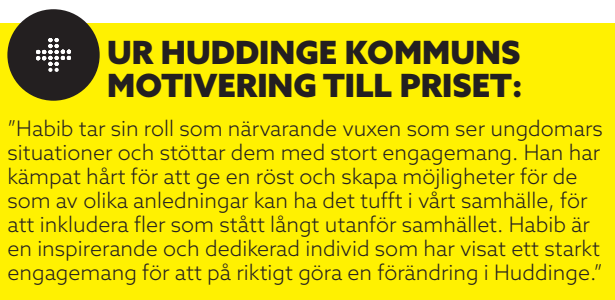 UR HUDDINGE KOMMUNS
MOTIVERING TILL PRISET:
”Habib tar sin roll som närvarande vuxen som ser ungdomars
situationer och stöttar dem med stort engagemang. Han har
kämpat hårt för att ge en röst och skapa möjligheter för de
som av olika anledningar kan ha det tufft i vårt samhälle, för
att inkludera fler som stått långt utanför samhället. Habib är
en inspirerande och dedikerad individ som har visat ett starkt
engagemang för att på riktigt göra en förändring i Huddinge.”